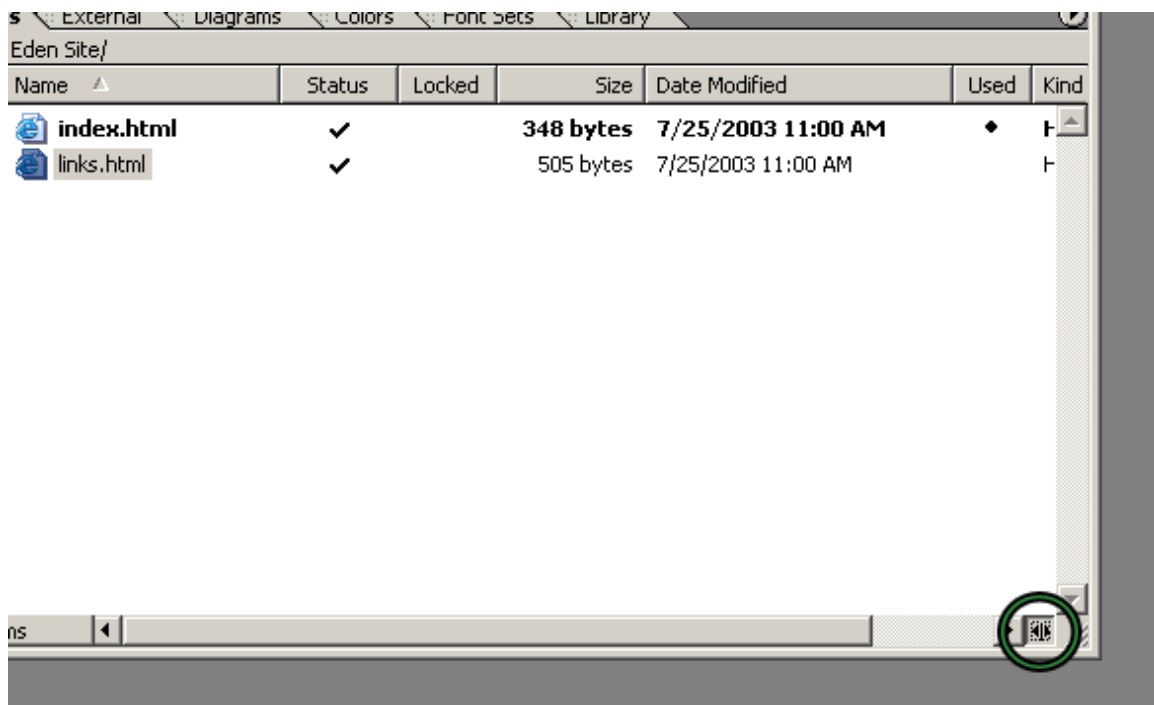 s External Diagrams Colors Font Sets Library
Eden Site/
Name Status Locked Size Date Modified Used Kind
index.html 348 bytes 7/25/2003 11:00 AM
links.html 505 bytes 7/25/2003 11:00 AM
ms